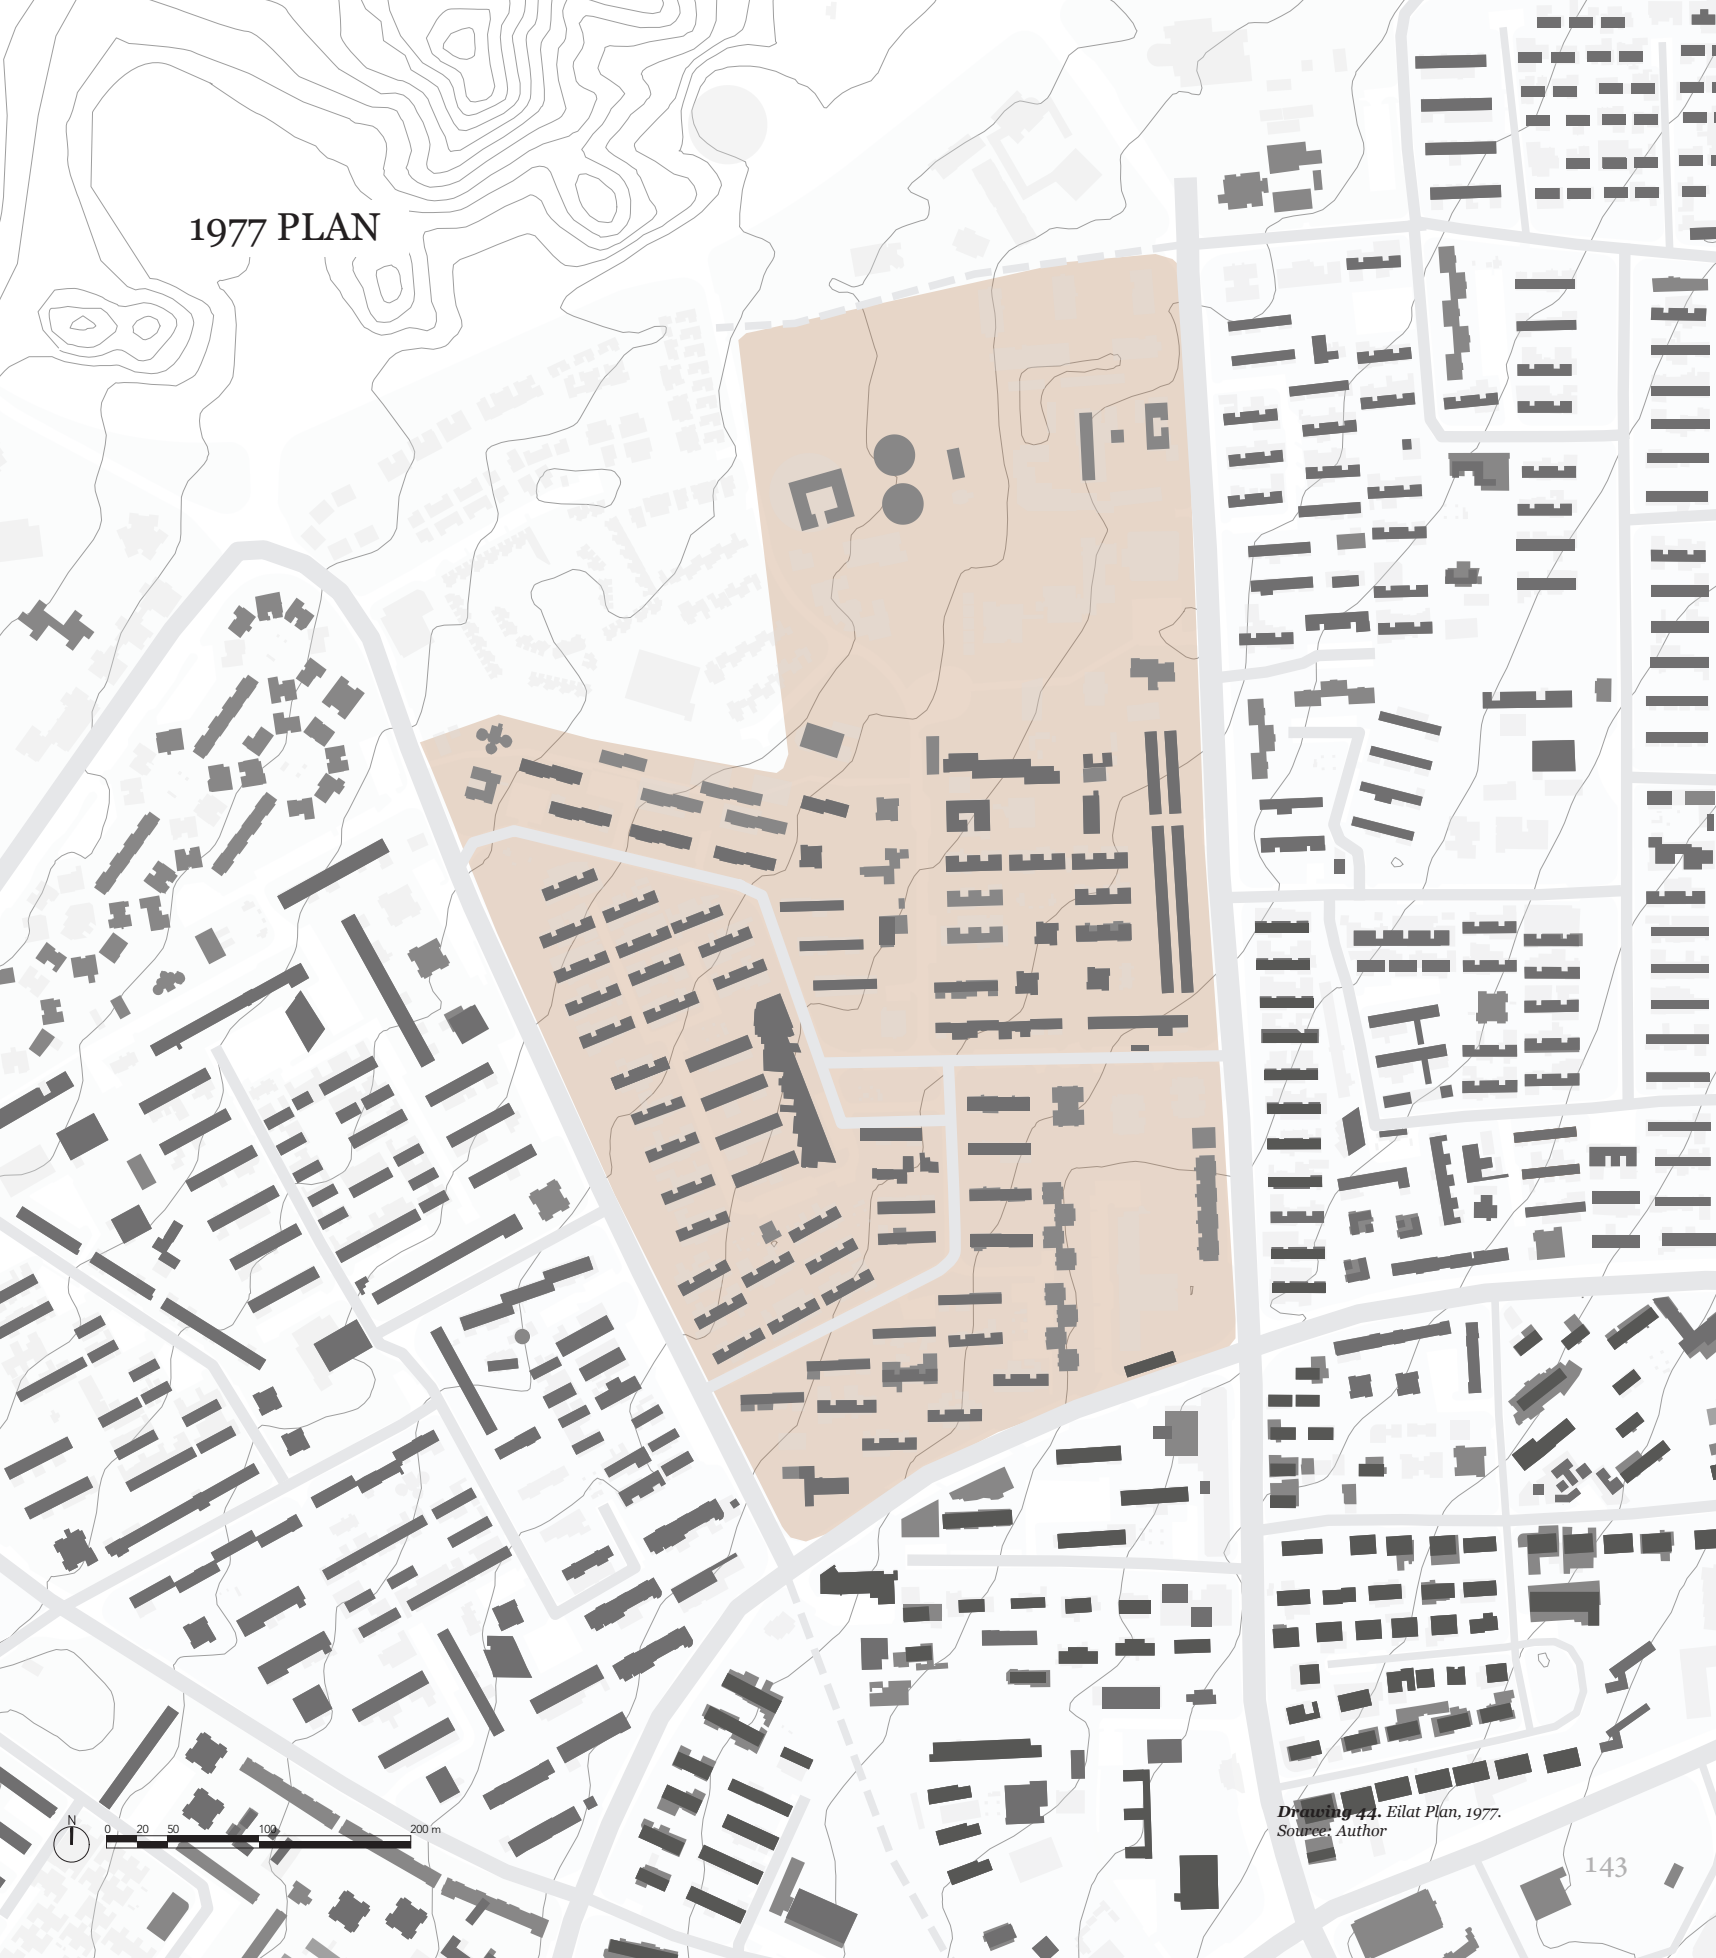 1977 PLAN
N
0 20 50 100 200 m
Drawing 44. Eilat Plan, 1977.
Source: Author
143